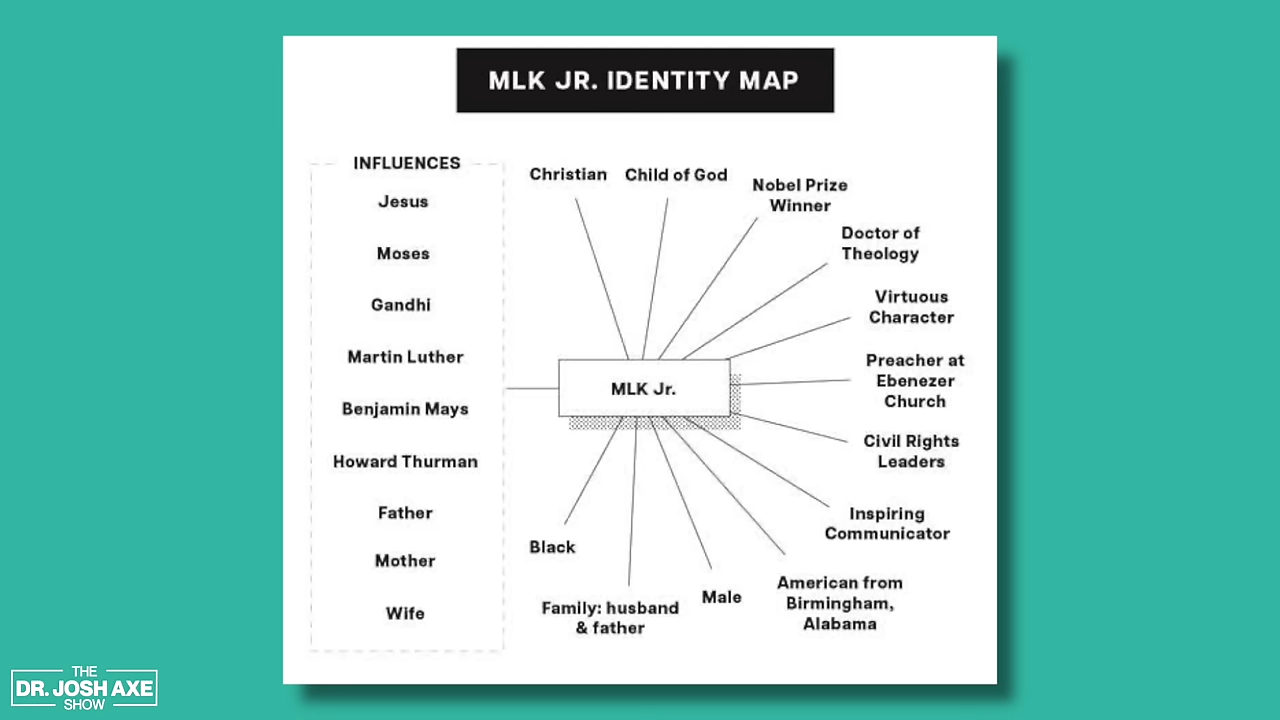 MLK JR. IDENTITY MAP
INFLUENCES
Jesus
Moses
Gandhi
Martin Luther
Benjamin Mays
Howard Thurman
Father
Mother
Wife
Christian
Child of God
Nobel Prize
Winner
Doctor of
Theology
Virtuous
Character
Preacher at
Ebenezer
Church
Civil Rights
Leaders
Inspiring
Communicator
American from
Birmingham,
Alabama
Male
Family: husband
& father
Black
MLK Jr.
THE
DR. JOSH AXE
SHOW